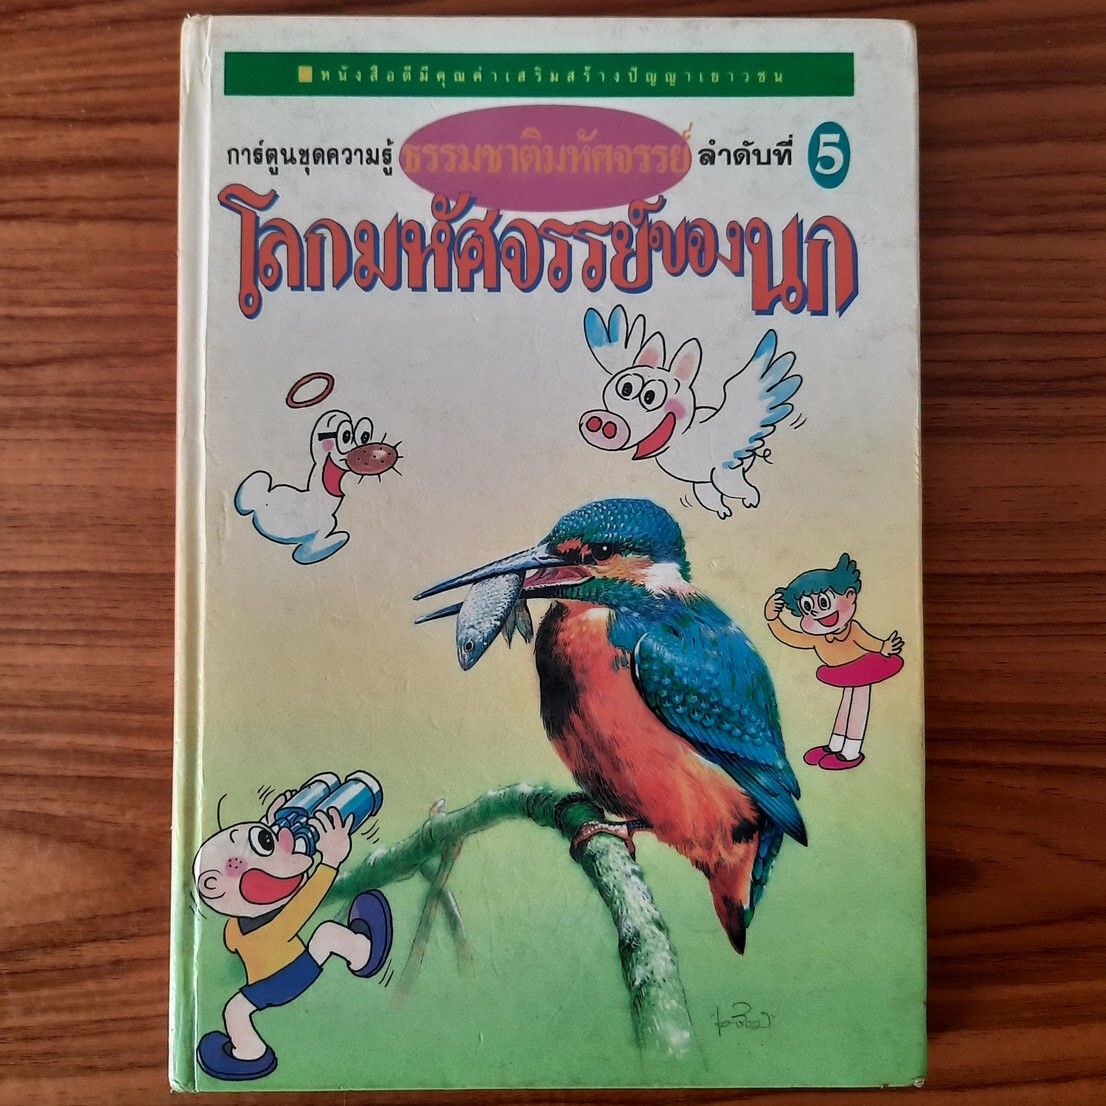 หนังสือดีมีคุณค่าเสริมสร้างปัญญาเยาวชน
การ์ตูนชุดความรู้ ธรรมชาติมหัศจรรย์ ลำดับที่ 5
โลกมหัศจรรย์ของนก